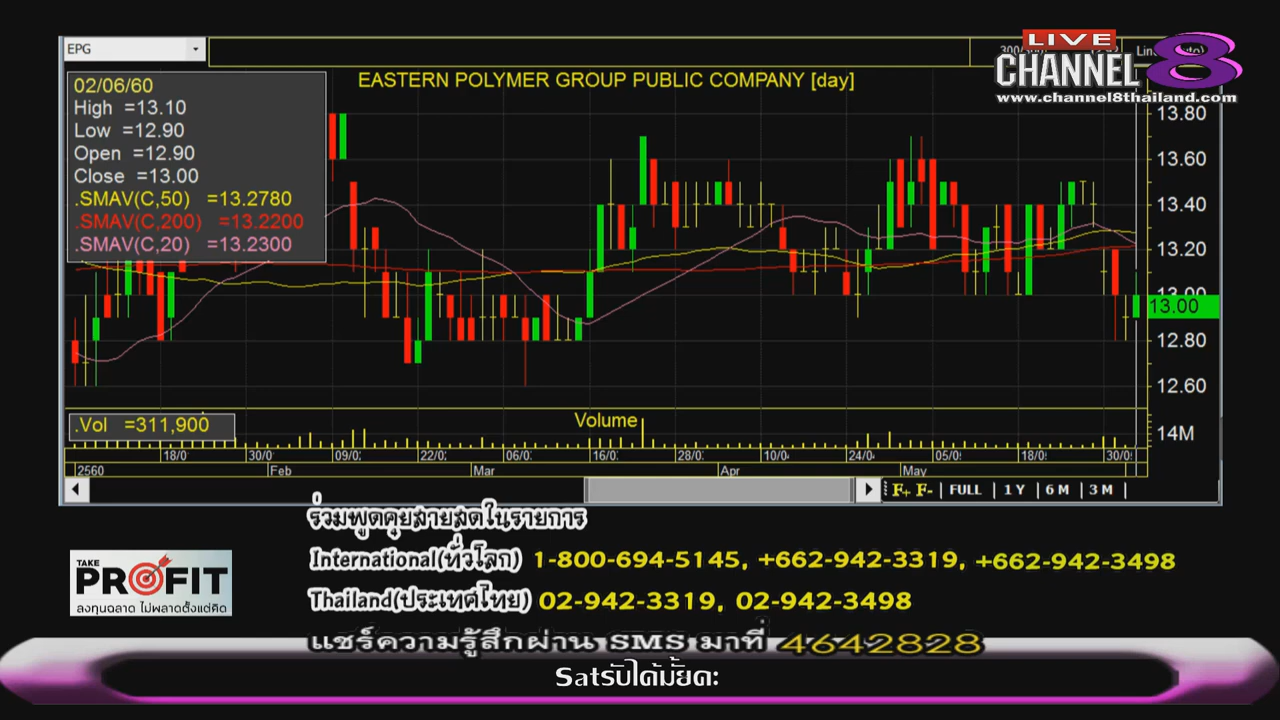 EPG
LIVE
CHANNEL 8
www.channel8thailand.com
EASTERN POLYMER GROUP PUBLIC COMPANY [day]
02/06/60
High =13.10
Low =12.90
Open =12.90
Close =13.00
.SMAV(C,50) =13.2780
.SMAV(C,200) =13.2200
.SMAV(C,20) =13.2300
13.80
13.60
13.40
13.20
13.00
13.00
12.80
12.60
.Vol =311,900
Volume
14M
18/0 30/0 09/0 22/0 06/0 16/0 28/0 10/0 24/0 05/0 18/0 30/0
2560 Feb Mar Apr May
F+ F- FULL 1 Y 6 M 3 M
ร่วมพูดคุยสายสดในรายการ
International(ทั่วโลก) 1-800-694-5145, +662-942-3319, +662-942-3498
Thailand(ประเทศไทย) 02-942-3319, 02-942-3498
แชร์ความรู้สึกผ่าน SMS มาที่ 4642828
TAKE PROFIT
ลงทุนฉลาด ไม่พลาดตั้งแต่คิด
Satรับได้มั้ยค: